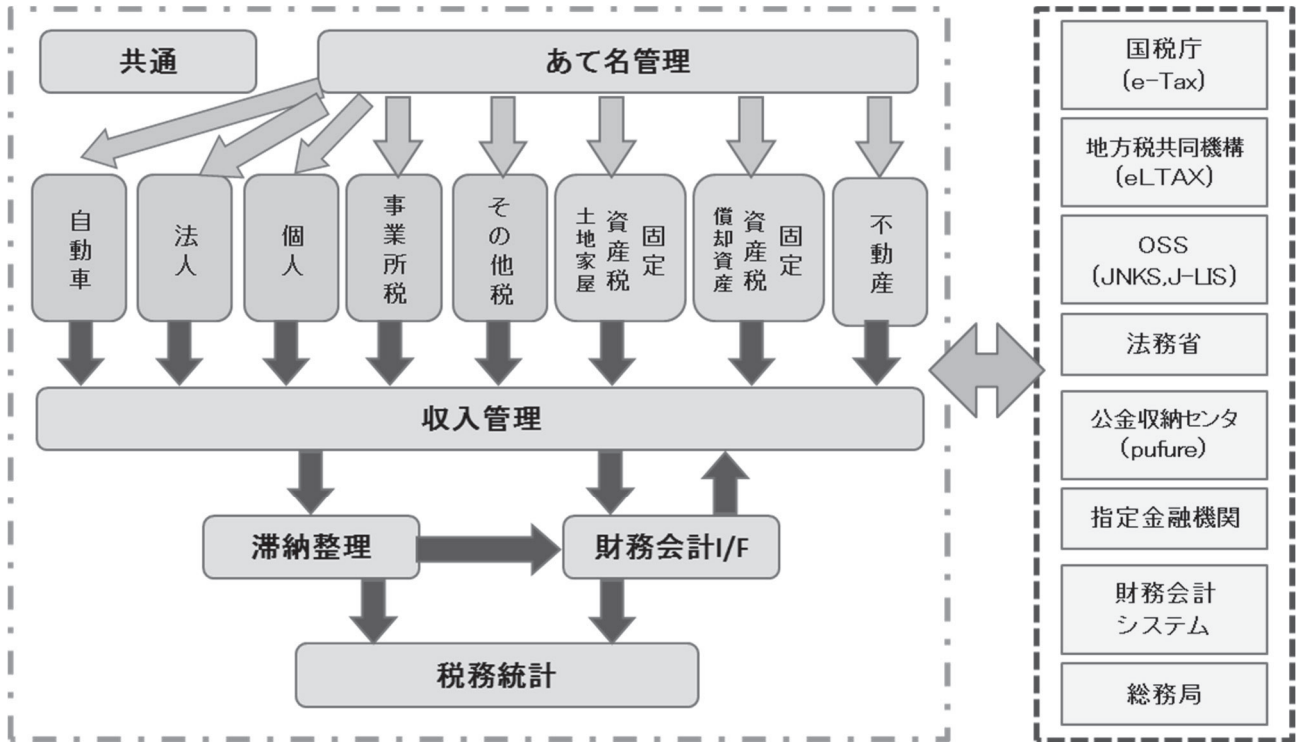 共通
あて名管理
自動車
法人
個人
事業所税
その他税
固定
資産税
土地家屋
固定
資産税
償却資産
不動産
収入管理
滞納整理
財務会計I/F
税務統計
国税庁
(e-Tax)
地方税共同機構
(eLTAX)
OSS
(JNKS,J-LIS)
法務省
公金収納センタ
(pufure)
指定金融機関
財務会計
システム
総務局